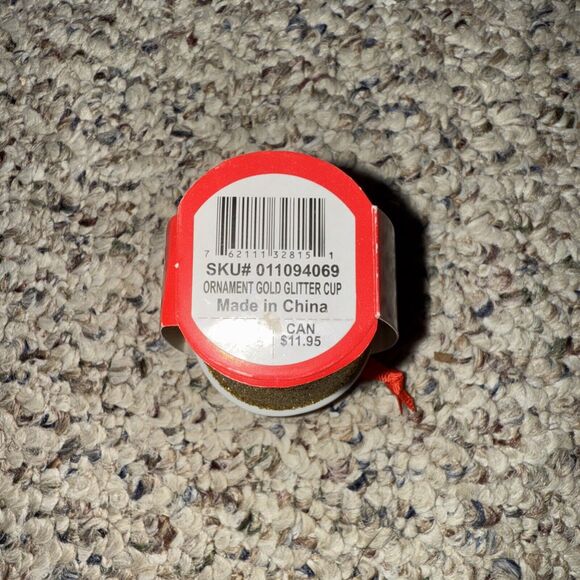 7 62111 32815 1
SKU# 011094069
ORNAMENT GOLD GLITTER CUP
Made in China
CAN
$11.95